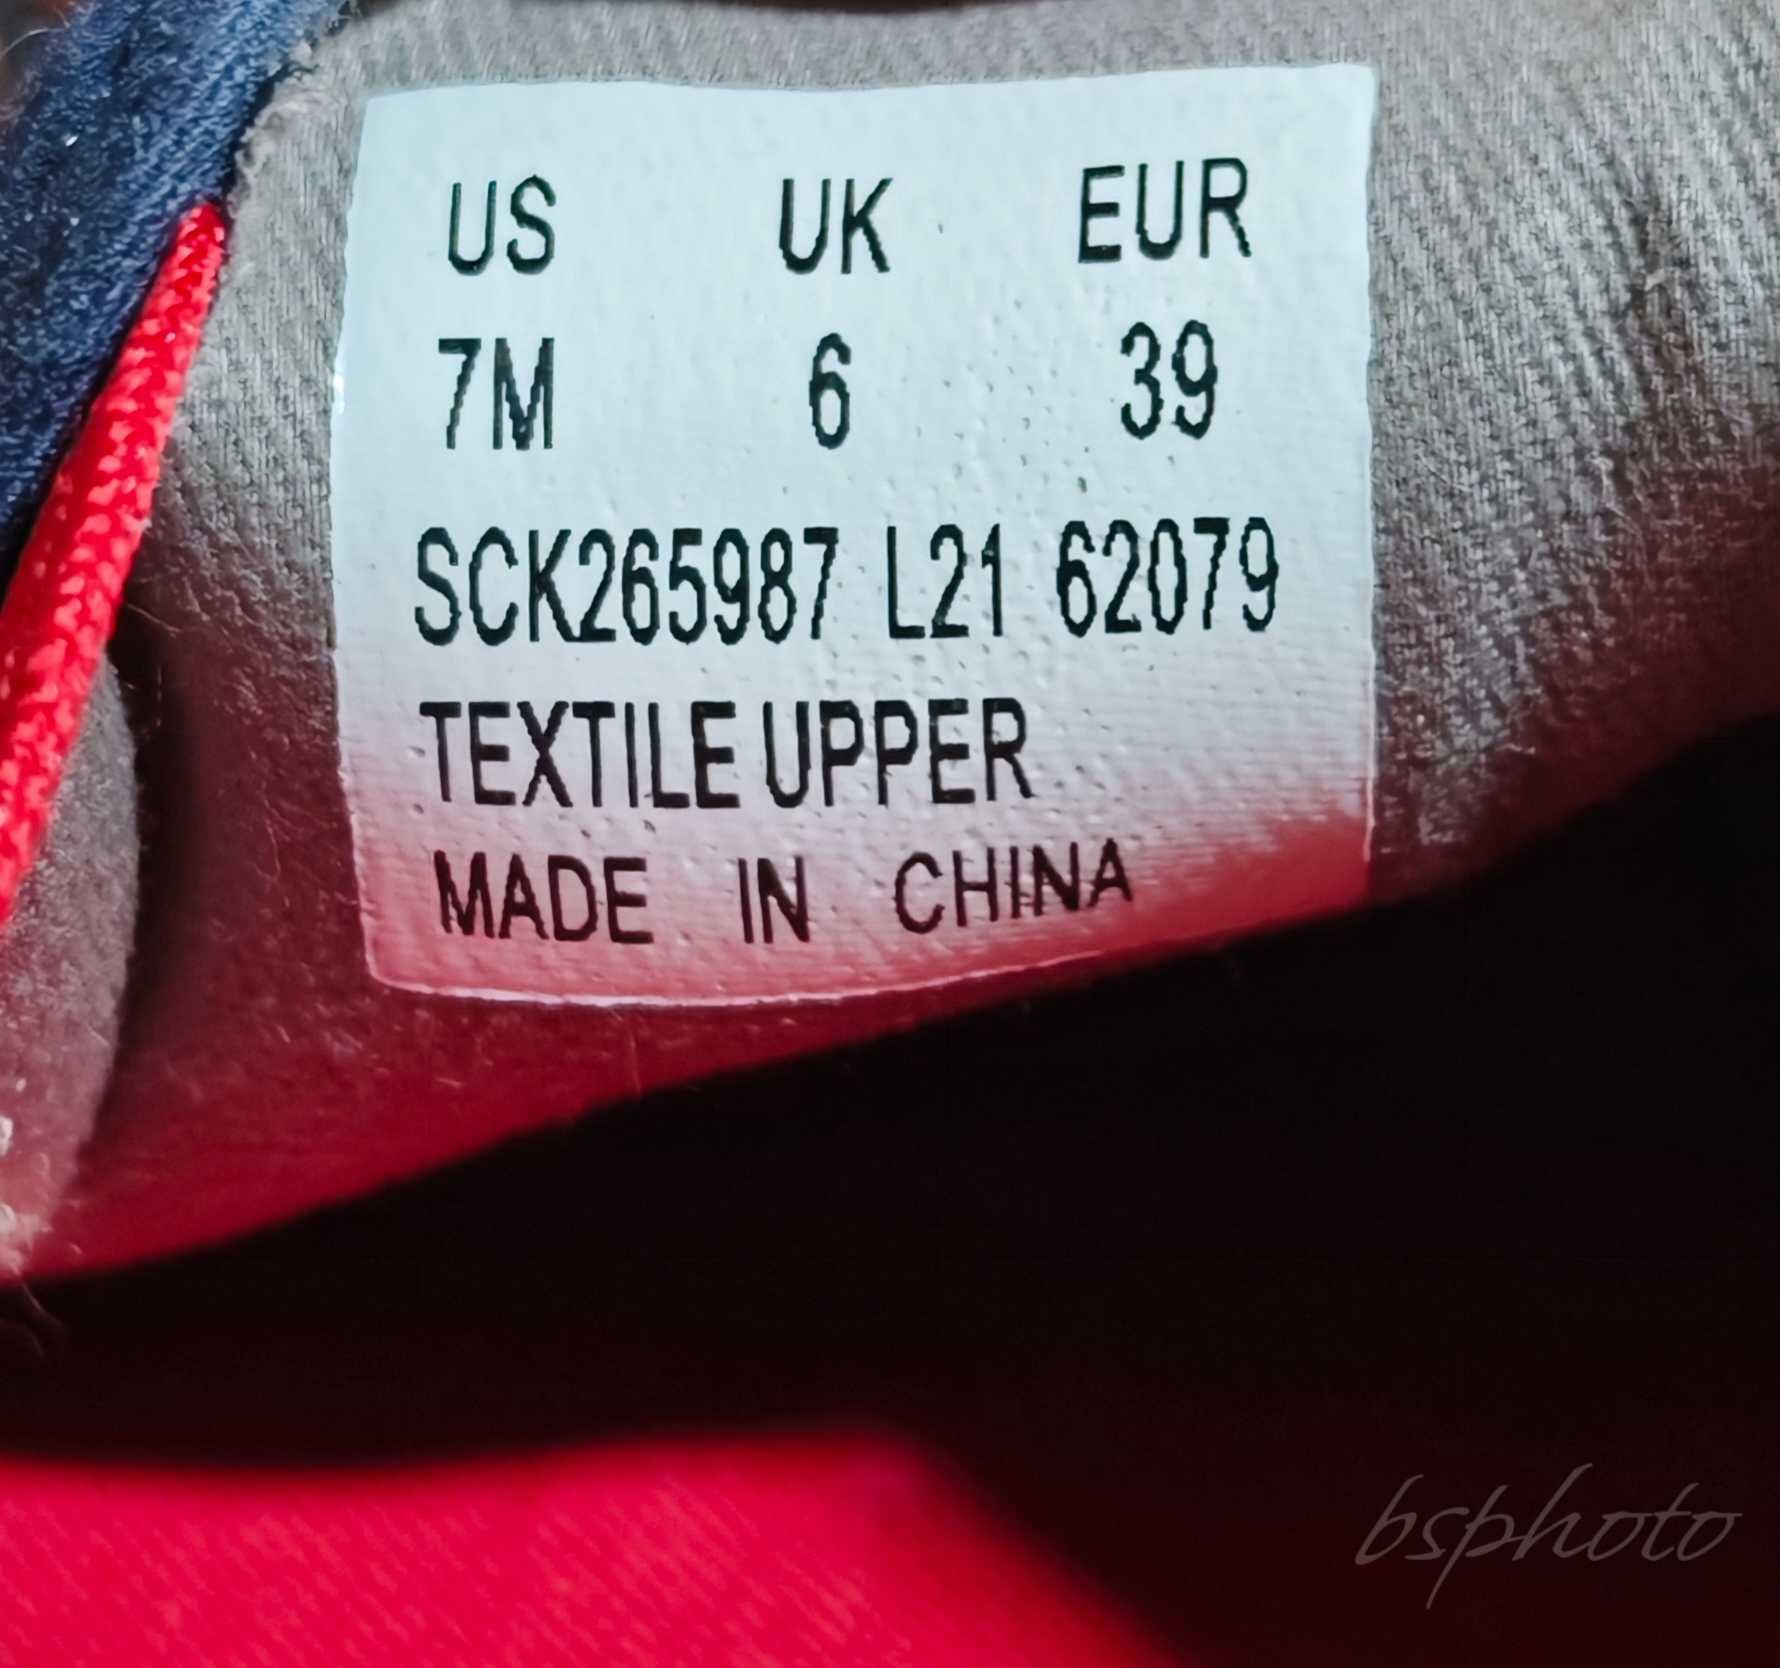 US UK EUR
7M 6 39
SCK265987 L21 62079
TEXTILE UPPER
MADE IN CHINA
bsphoto